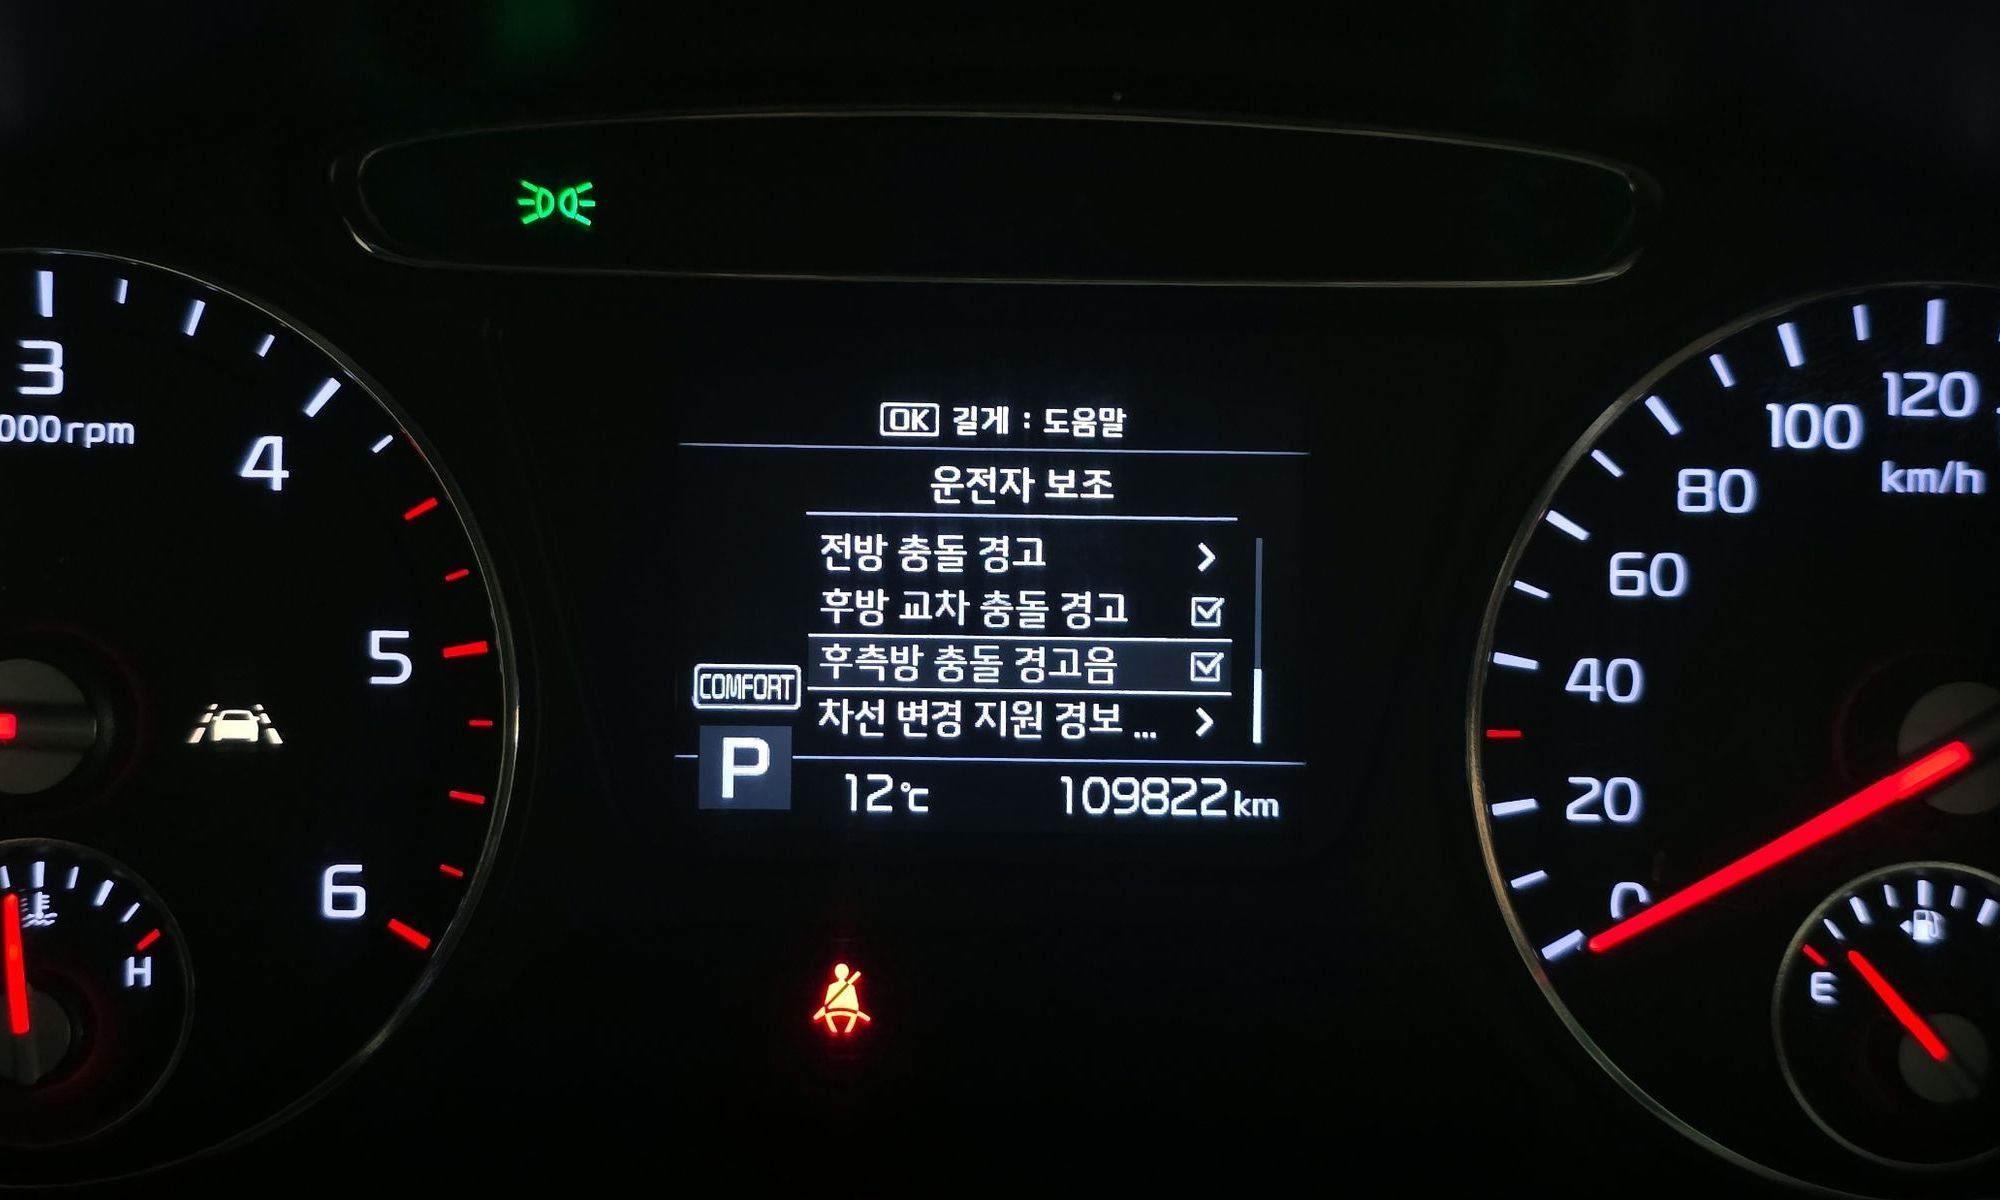 OK 길게 : 도움말
운전자 보조
전방 충돌 경고
후방 교차 충돌 경고
후측방 충돌 경고음
차선 변경 지원 경보 ...
COMFORT
P
12℃ 109822km
3
000rpm
4
5
6
H
120
100
km/h
80
60
40
20
0
E